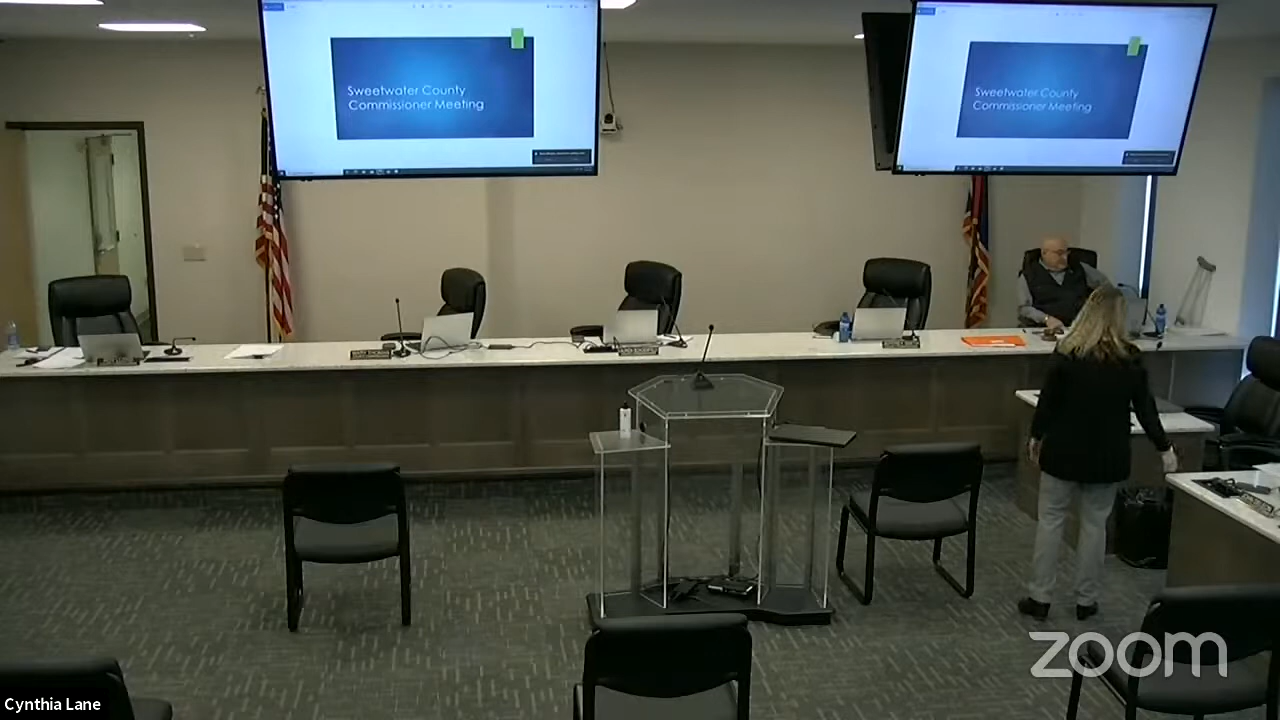 Sweetwater County
Commissioner Meeting
Sweetwater County
Commissioner Meeting
zoom
Cynthia Lane